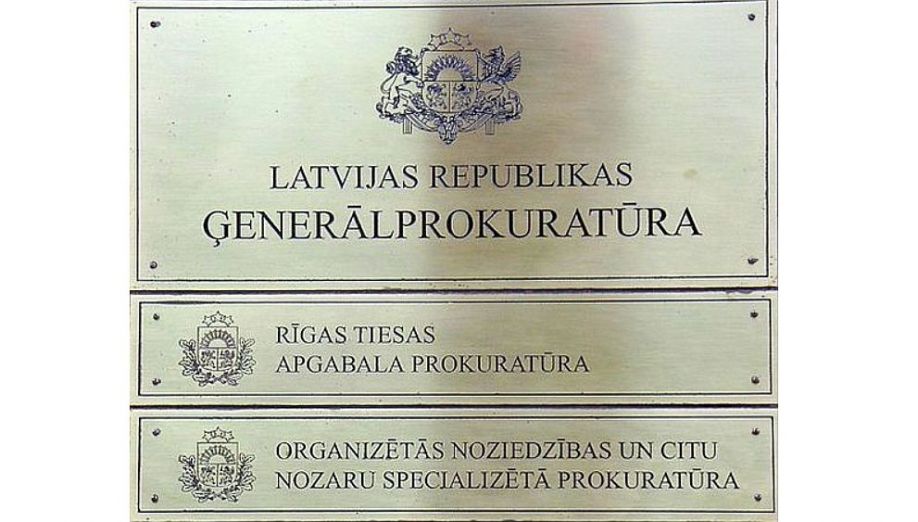 LATVIJAS REPUBLIKAS
ĢENERĀLPROKURATŪRA
RĪGAS TIESAS
APGABALA PROKURATŪRA
ORGANIZĒTĀS NOZIEDZĪBAS UN CITU
NOZARU SPECIALIZĒTĀ PROKURATŪRA